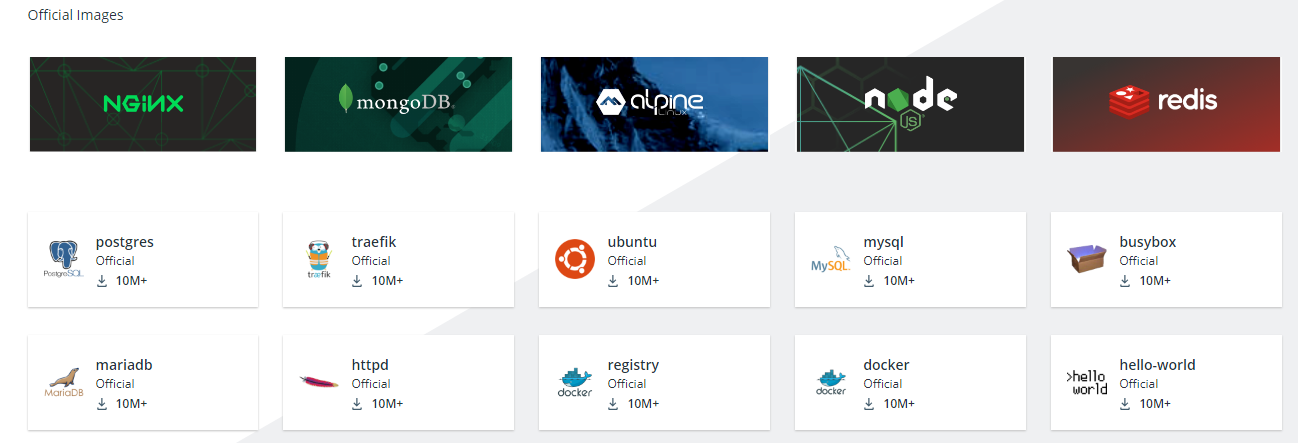 Official Images
NGINX
mongoDB®
alpine
LINUX
node
JS
redis
postgres
Official
10M+
PostgreSQL
traefik
Official
10M+
træfik
ubuntu
Official
10M+
mysql
Official
10M+
MySQL
busybox
Official
10M+
mariadb
Official
10M+
MariaDB
httpd
Official
10M+
registry
Official
10M+
docker
docker
Official
10M+
docker
hello-world
Official
10M+
>hello
world